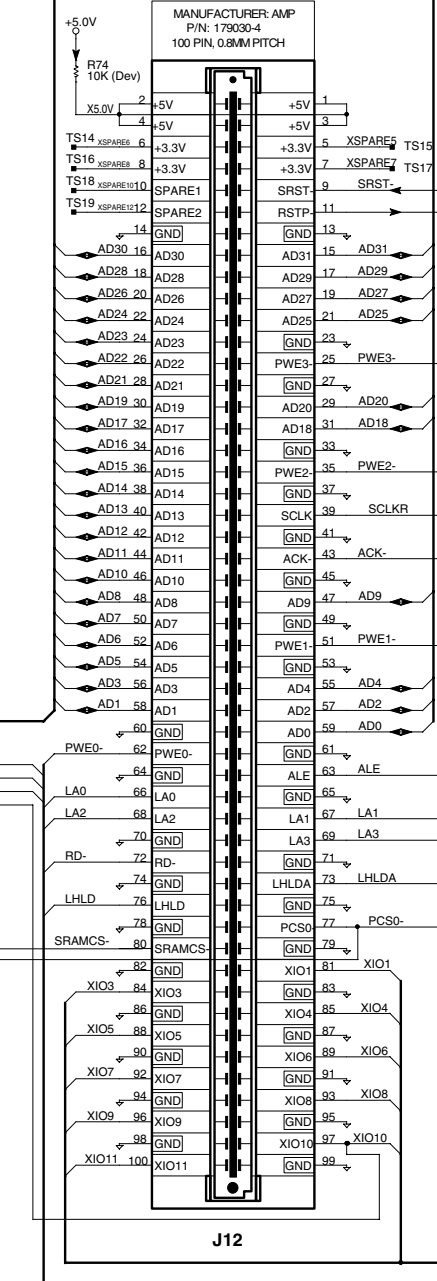 MANUFACTURER: AMP
P/N: 179030-4
100 PIN, 0.8MM PITCH
+5.0V
R74
10K (Dev)
X5.0V 2 +5V +5V 1
4 +5V +5V 3
TS14 XSPARE6 6 +3.3V +3.3V 5 XSPARE5 TS15
TS16 XSPARE8 8 +3.3V +3.3V 7 XSPARE7 TS17
TS18 XSPARE10 10 SPARE1 SRST- 9 SRST-
TS19 XSPARE12 12 SPARE2 RSTP- 11
14 GND GND 13
AD30 16 AD30 AD31 15 AD31
AD28 18 AD28 AD29 17 AD29
AD26 20 AD26 AD27 19 AD27
AD24 22 AD24 AD25 21 AD25
AD23 24 AD23 GND 23
AD22 26 AD22 PWE3- 25 PWE3-
AD21 28 AD21 GND 27
AD19 30 AD19 AD20 29 AD20
AD17 32 AD17 AD18 31 AD18
AD16 34 AD16 GND 33
AD15 36 AD15 PWE2- 35 PWE2-
AD14 38 AD14 GND 37
AD13 40 AD13 SCLK 39 SCLKR
AD12 42 AD12 GND 41
AD11 44 AD11 ACK- 43 ACK-
AD10 46 AD10 GND 45
AD8 48 AD8 AD9 47 AD9
AD7 50 AD7 GND 49
AD6 52 AD6 PWE1- 51 PWE1-
AD5 54 AD5 GND 53
AD3 56 AD3 AD4 55 AD4
AD1 58 AD1 AD2 57 AD2
60 GND AD0 59 AD0
PWE0- 62 PWE0- GND 61
64 GND ALE 63 ALE
LA0 66 LA0 GND 65
LA2 68 LA2 LA1 67 LA1
70 GND LA3 69 LA3
RD- 72 RD- GND 71
74 GND LHLDA 73 LHLDA
LHLD 76 LHLD GND 75
78 GND PCS0- 77 PCS0-
SRAMCS- 80 SRAMCS- GND 79
82 GND XIO1 81 XIO1
XIO3 84 XIO3 GND 83
86 GND XIO4 85 XIO4
XIO5 88 XIO5 GND 87
90 GND XIO6 89 XIO6
XIO7 92 XIO7 GND 91
94 GND XIO8 93 XIO8
XIO9 96 XIO9 GND 95
98 GND XIO10 97 XIO10
XIO11 100 XIO11 GND 99
J12